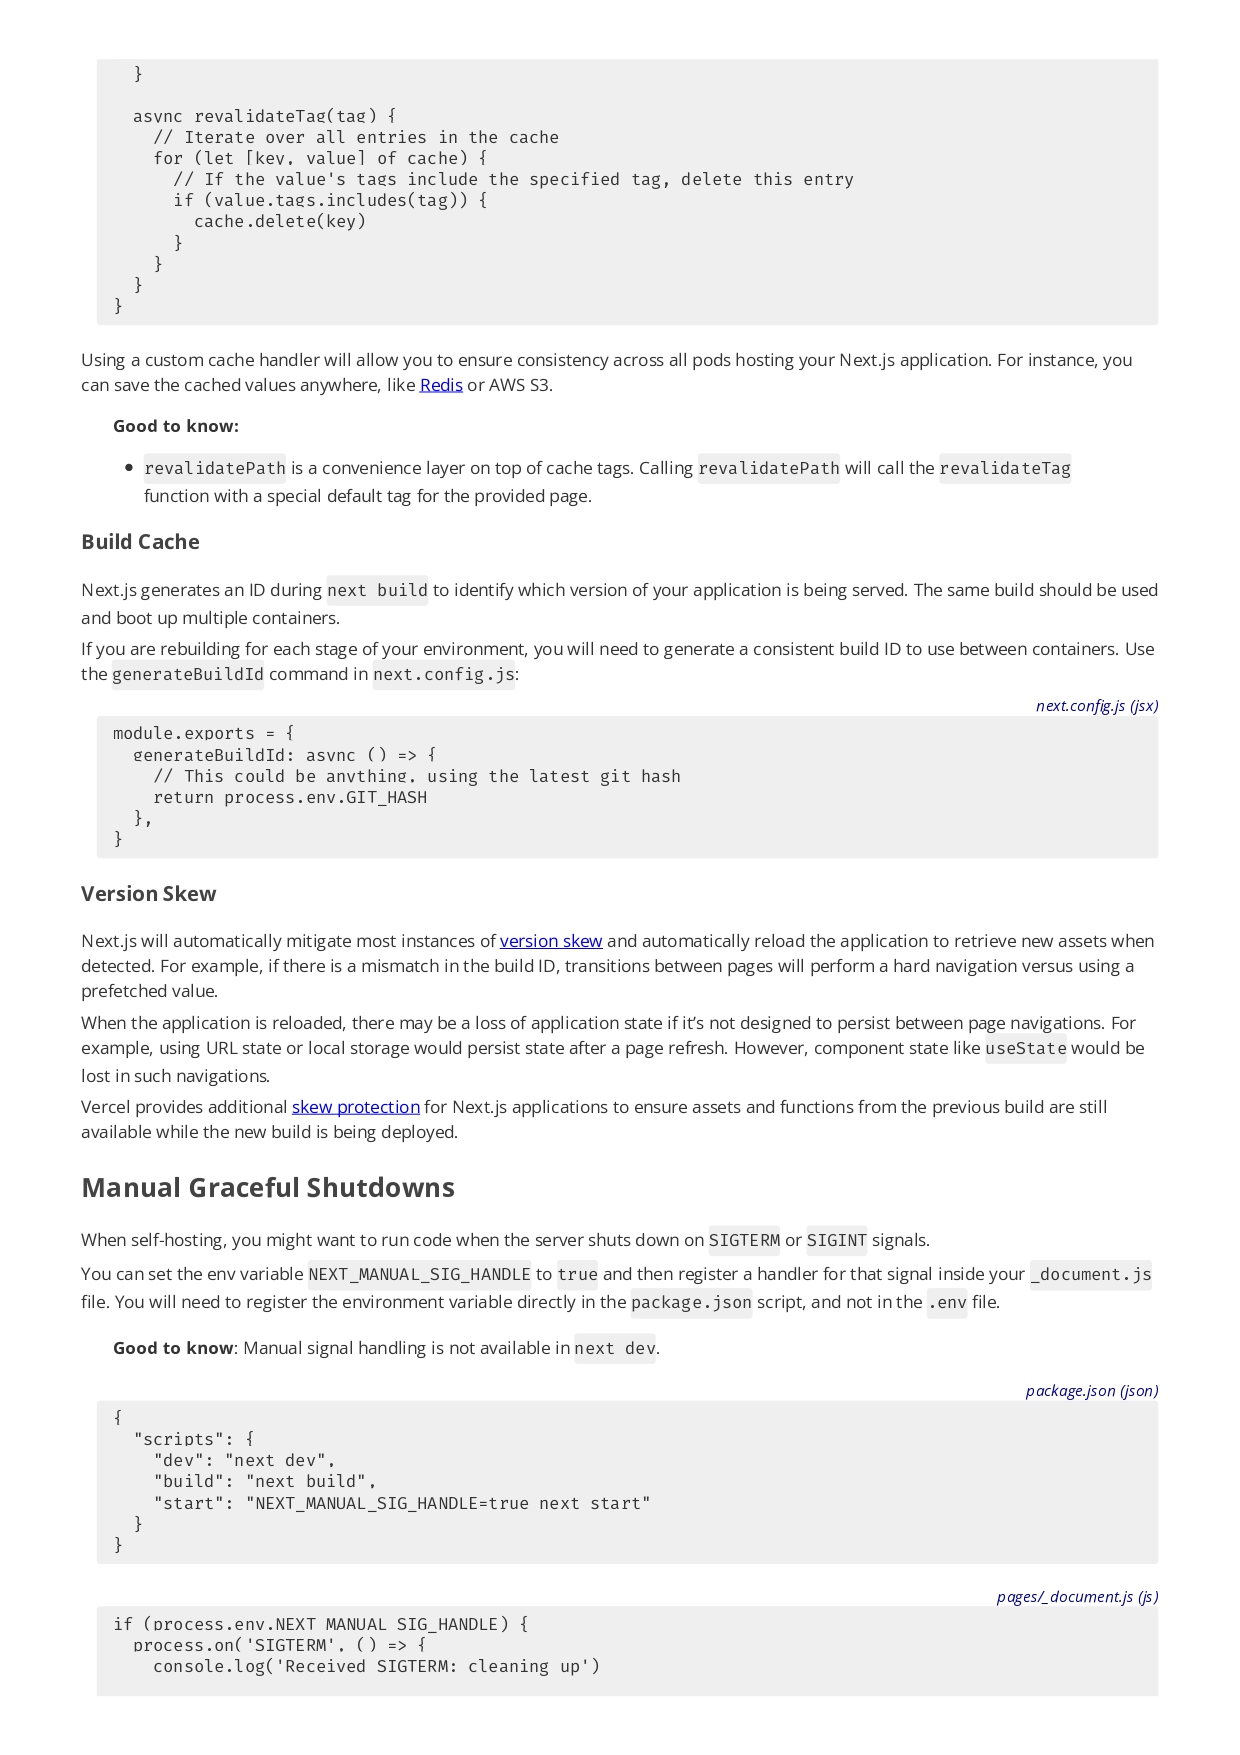 }

  async revalidateTag(tag) {
    // Iterate over all entries in the cache
    for (let [key, value] of cache) {
      // If the value's tags include the specified tag, delete this entry
      if (value.tags.includes(tag)) {
        cache.delete(key)
      }
    }
  }
}
Using a custom cache handler will allow you to ensure consistency across all pods hosting your Next.js application. For instance, you
can save the cached values anywhere, like Redis or AWS S3.
Good to know:
• revalidatePath is a convenience layer on top of cache tags. Calling revalidatePath will call the revalidateTag
function with a special default tag for the provided page.
Build Cache
Next.js generates an ID during next build to identify which version of your application is being served. The same build should be used
and boot up multiple containers.
If you are rebuilding for each stage of your environment, you will need to generate a consistent build ID to use between containers. Use
the generateBuildId command in next.config.js:
next.config.js (jsx)
module.exports = {
  generateBuildId: async () => {
    // This could be anything, using the latest git hash
    return process.env.GIT_HASH
  },
}
Version Skew
Next.js will automatically mitigate most instances of version skew and automatically reload the application to retrieve new assets when
detected. For example, if there is a mismatch in the build ID, transitions between pages will perform a hard navigation versus using a
prefetched value.
When the application is reloaded, there may be a loss of application state if it’s not designed to persist between page navigations. For
example, using URL state or local storage would persist state after a page refresh. However, component state like useState would be
lost in such navigations.
Vercel provides additional skew protection for Next.js applications to ensure assets and functions from the previous build are still
available while the new build is being deployed.
Manual Graceful Shutdowns
When self-hosting, you might want to run code when the server shuts down on SIGTERM or SIGINT signals.
You can set the env variable NEXT_MANUAL_SIG_HANDLE to true and then register a handler for that signal inside your _document.js
file. You will need to register the environment variable directly in the package.json script, and not in the .env file.
Good to know: Manual signal handling is not available in next dev.
package.json (json)
{
  "scripts": {
    "dev": "next dev",
    "build": "next build",
    "start": "NEXT_MANUAL_SIG_HANDLE=true next start"
  }
}
pages/_document.js (js)
if (process.env.NEXT_MANUAL_SIG_HANDLE) {
  process.on('SIGTERM', () => {
    console.log('Received SIGTERM: cleaning up')